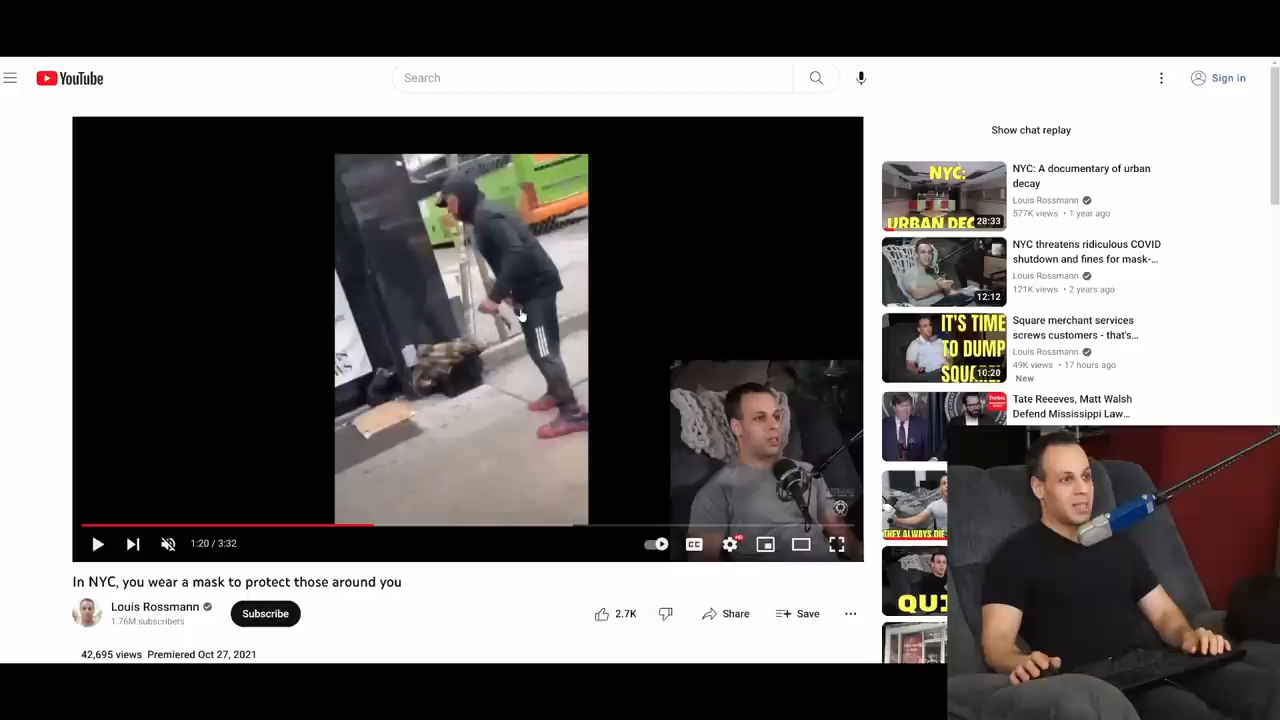 YouTube
Search
Sign in
Show chat replay
NYC:
URBAN DEC
28:33
NYC: A documentary of urban
decay
Louis Rossmann
577K views • 1 year ago
12:12
NYC threatens ridiculous COVID
shutdown and fines for mask-...
Louis Rossmann
121K views • 2 years ago
IT'S TIME
TO DUMP
SQUARE!
10:20
Square merchant services
screws customers - that's...
Louis Rossmann
49K views • 17 hours ago
New
Tate Reeeves, Matt Walsh
Defend Mississippi Law...
THEY ALWAYS DIE
QUI
1:20 / 3:32
CC
HD
In NYC, you wear a mask to protect those around you
Louis Rossmann
1.76M subscribers
Subscribe
2.7K
Share
Save
42,695 views Premiered Oct 27, 2021